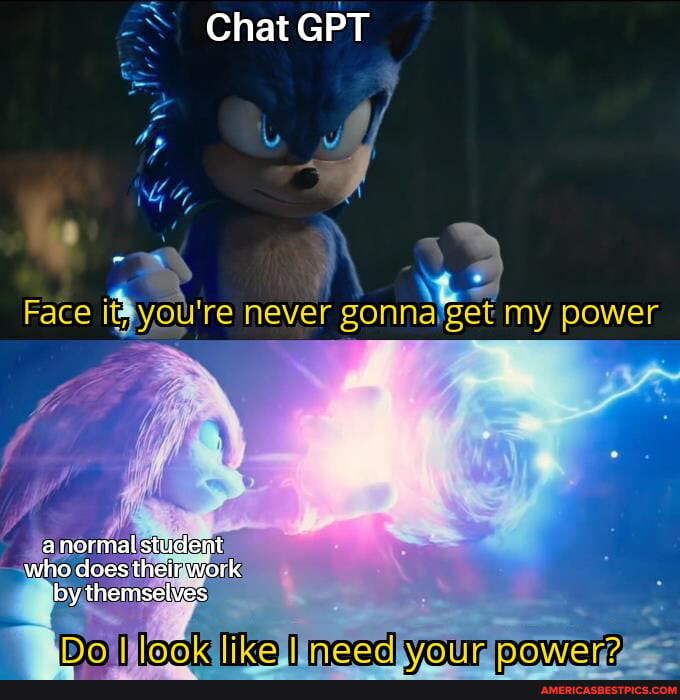 Chat GPT
Face it, you're never gonna get my power
a normal student
who does their work
by themselves
Do I look like I need your power?
AMERICASBESTPICS.COM